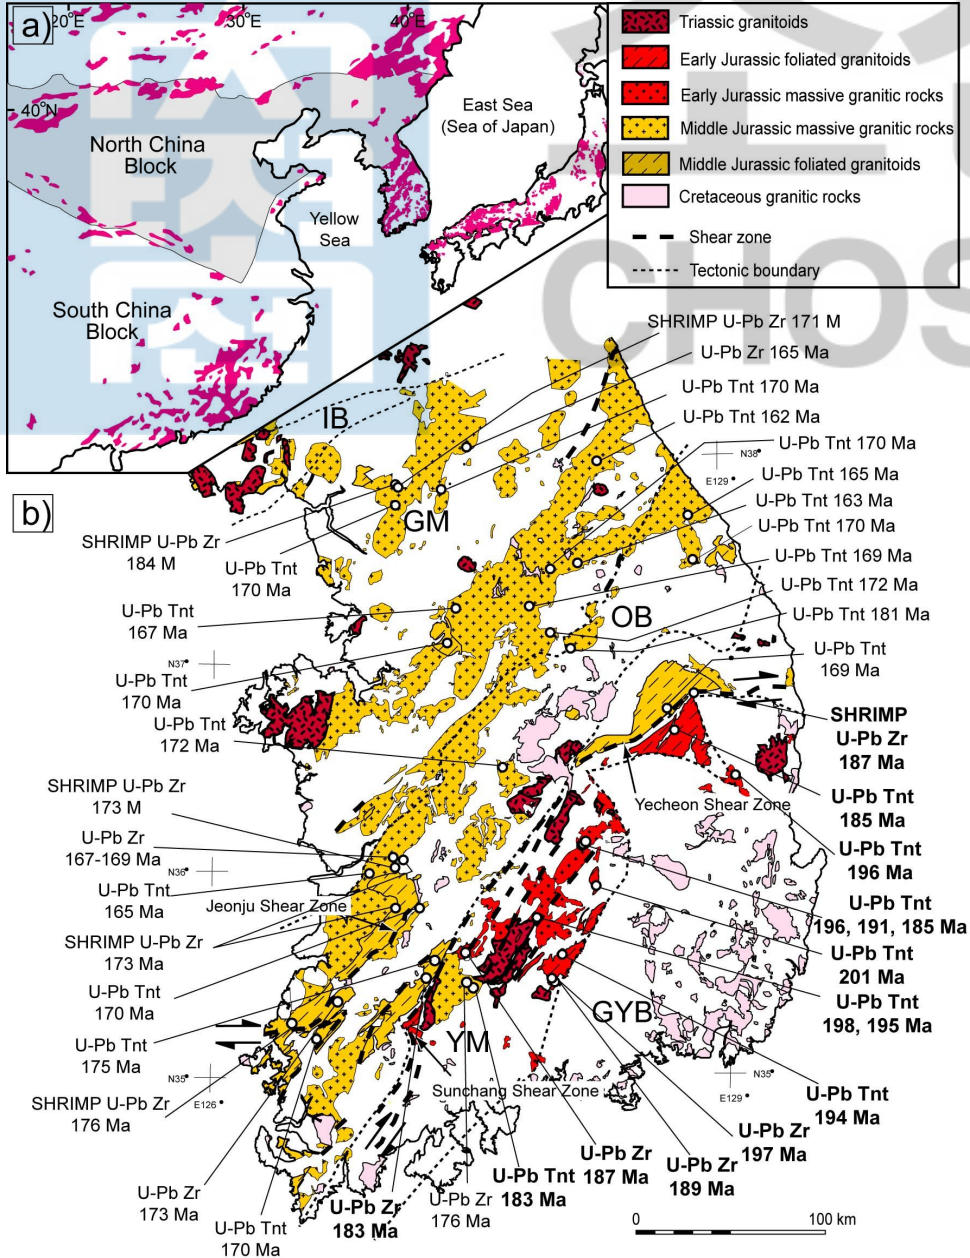 a)
20°E
30°E
40°E
40°N
North China
Block
South China
Block
Yellow
Sea
East Sea
(Sea of Japan)
Triassic granitoids
Early Jurassic foliated granitoids
Early Jurassic massive granitic rocks
Middle Jurassic massive granitic rocks
Middle Jurassic foliated granitoids
Cretaceous granitic rocks
Shear zone
Tectonic boundary
조선
CHOS
b)
SHRIMP U-Pb Zr 171 M
U-Pb Zr 165 Ma
U-Pb Tnt 170 Ma
U-Pb Tnt 162 Ma
U-Pb Tnt 170 Ma
N38
E129
U-Pb Tnt 165 Ma
U-Pb Tnt 163 Ma
U-Pb Tnt 170 Ma
U-Pb Tnt 169 Ma
U-Pb Tnt 172 Ma
U-Pb Tnt 181 Ma
U-Pb Tnt
169 Ma
IB
GM
OB
YM
GYB
SHRIMP U-Pb Zr
184 M
U-Pb Tnt
170 Ma
U-Pb Tnt
167 Ma
N37
U-Pb Tnt
170 Ma
U-Pb Tnt
172 Ma
SHRIMP U-Pb Zr
173 M
U-Pb Zr
167-169 Ma
N36
U-Pb Tnt
165 Ma
Jeonju Shear Zone
SHRIMP U-Pb Zr
173 Ma
U-Pb Tnt
170 Ma
U-Pb Tnt
175 Ma
N35
E126
SHRIMP U-Pb Zr
176 Ma
U-Pb Zr
173 Ma
U-Pb Tnt
170 Ma
U-Pb Zr
183 Ma
U-Pb Zr
176 Ma
U-Pb Tnt
183 Ma
U-Pb Zr
187 Ma
U-Pb Zr
189 Ma
U-Pb Zr
197 Ma
U-Pb Tnt
194 Ma
N35
E129
Sunchang Shear Zone
Yecheon Shear Zone
SHRIMP
U-Pb Zr
187 Ma
U-Pb Tnt
185 Ma
U-Pb Tnt
196 Ma
U-Pb Tnt
196, 191, 185 Ma
U-Pb Tnt
201 Ma
U-Pb Tnt
198, 195 Ma
0
100 km